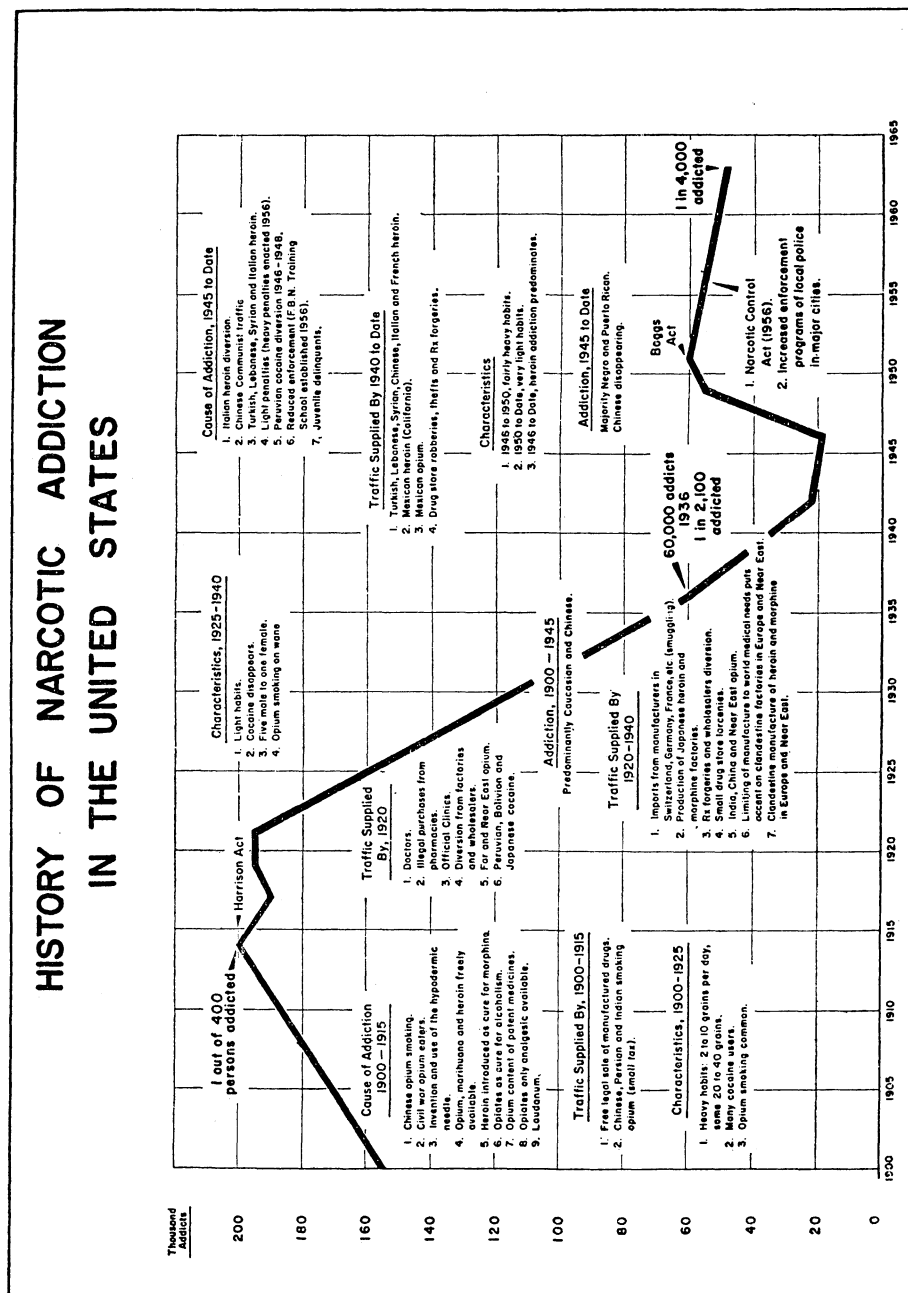 HISTORY OF NARCOTIC ADDICTION
IN THE UNITED STATES
Thousand
Addicts
200
180
160
140
120
100
80
60
40
20
0
1 out of 400
persons addicted
Harrison Act
Cause of Addiction
1900-1915
1. Chinese opium smoking.
2. Civil war opium eaters.
3. Invention and use of the hypodermic
needle.
4. Opium, marihuana and heroin freely
available.
5. Heroin introduced as cure for morphine.
6. Opiates as cure for alcoholism.
7. Opium content of patent medicines.
8. Opiates only analgesic available.
9. Laudanum.
Traffic Supplied By, 1900-1915
1. Free legal sale of manufactured drugs.
2. Chinese, Persian and Indian smoking
opium (small tax).
Characteristics, 1900-1925
1. Heavy habits: 2 to 10 grains per day,
some 20 to 40 grains.
2. Many cocaine users.
3. Opium smoking common.
Traffic Supplied
By, 1920
1. Doctors.
2. Illegal purchases from
pharmacies.
3. Official Clinics.
4. Diversion from factories
and wholesalers.
5. Far and Near East opium.
6. Peruvian, Bolivian and
Japanese cocaine.
Characteristics, 1925-1940
1. Light habits.
2. Cocaine disappears.
3. Five male to one female.
4. Opium smoking on wane
Addiction, 1900-1945
Predominantly Caucasian and Chinese.
Traffic Supplied By
1920-1940
1. Imports from manufacturers in
Switzerland, Germany, France, etc (smuggling).
2. Production of Japanese heroin and
morphine factories.
3. Rx forgeries and wholesalers diversion.
4. Small drug store larcenies.
5. India, China and Near East opium.
6. Limiting of manufacture to world medical needs puts
accent on clandestine factories in Europe and Near East.
7. Clandestine manufacture of heroin and morphine
in Europe and Near East.
60,000 addicts
1936
1 in 2,100
addicted
Cause of Addiction, 1945 to Date
1. Italian heroin diversion.
2. Chinese Communist traffic
3. Turkish, Lebanese, Syrian and Italian heroin.
4. Light penalities (heavy penalties enacted 1956).
5. Peruvian cocaine diversion 1946-1948.
6. Reduced enforcement (F.B.N. Training
School established 1956).
7. Juvenile delinquents.
Traffic Supplied By 1940 to Date
1. Turkish, Lebanese, Syrian, Chinese, Italian and French heroin.
2. Mexican heroin (California).
3. Mexican opium.
4. Drug store robberies, thefts and Rx forgeries.
Characteristics
1. 1946 to 1950, fairly heavy habits.
2. 1950 to Date, very light habits.
3. 1946 to Date, heroin addiction predominates.
Addiction, 1945 to Date
Majority Negro and Puerto Rican.
Chinese disappearing.
Boggs
Act
1. Narcotic Control
Act (1956).
2. Increased enforcement
programs of local police
in major cities.
1 in 4,000
addicted
1900
1905
1910
1915
1920
1925
1930
1935
1940
1945
1950
1955
1960
1965